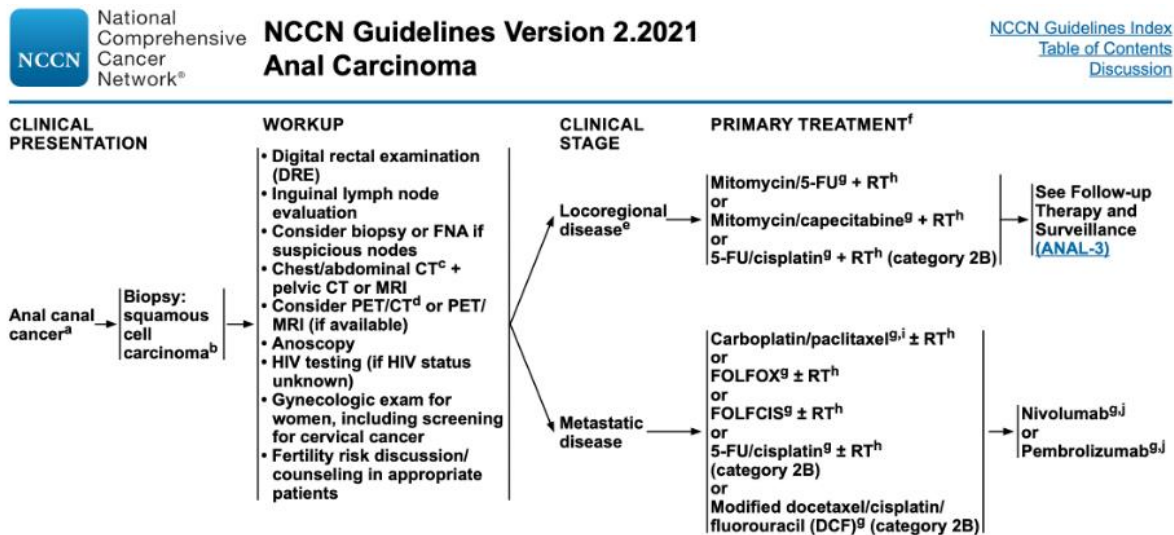 NCCN
National
Comprehensive
Cancer
Network®
NCCN Guidelines Version 2.2021
Anal Carcinoma
NCCN Guidelines Index
Table of Contents
Discussion
CLINICAL
PRESENTATION
Anal canal
cancerᵃ
Biopsy:
squamous
cell
carcinomaᵇ
WORKUP
• Digital rectal examination
(DRE)
• Inguinal lymph node
evaluation
• Consider biopsy or FNA if
suspicious nodes
• Chest/abdominal CTᶜ +
pelvic CT or MRI
• Consider PET/CTᵈ or PET/
MRI (if available)
• Anoscopy
• HIV testing (if HIV status
unknown)
• Gynecologic exam for
women, including screening
for cervical cancer
• Fertility risk discussion/
counseling in appropriate
patients
CLINICAL
STAGE
Locoregional
diseaseᵉ
Metastatic
disease
PRIMARY TREATMENTᶠ
Mitomycin/5-FUᵍ + RTʰ
or
Mitomycin/capecitabineᵍ + RTʰ
or
5-FU/cisplatinᵍ + RTʰ (category 2B)
See Follow-up
Therapy and
Surveillance
(ANAL-3)
Carboplatin/paclitaxelᵍ,ⁱ ± RTʰ
or
FOLFOXᵍ ± RTʰ
or
FOLFCISᵍ ± RTʰ
or
5-FU/cisplatinᵍ ± RTʰ
(category 2B)
or
Modified docetaxel/cisplatin/
fluorouracil (DCF)ᵍ (category 2B)
Nivolumabᵍ,ʲ
or
Pembrolizumabᵍ,ʲ